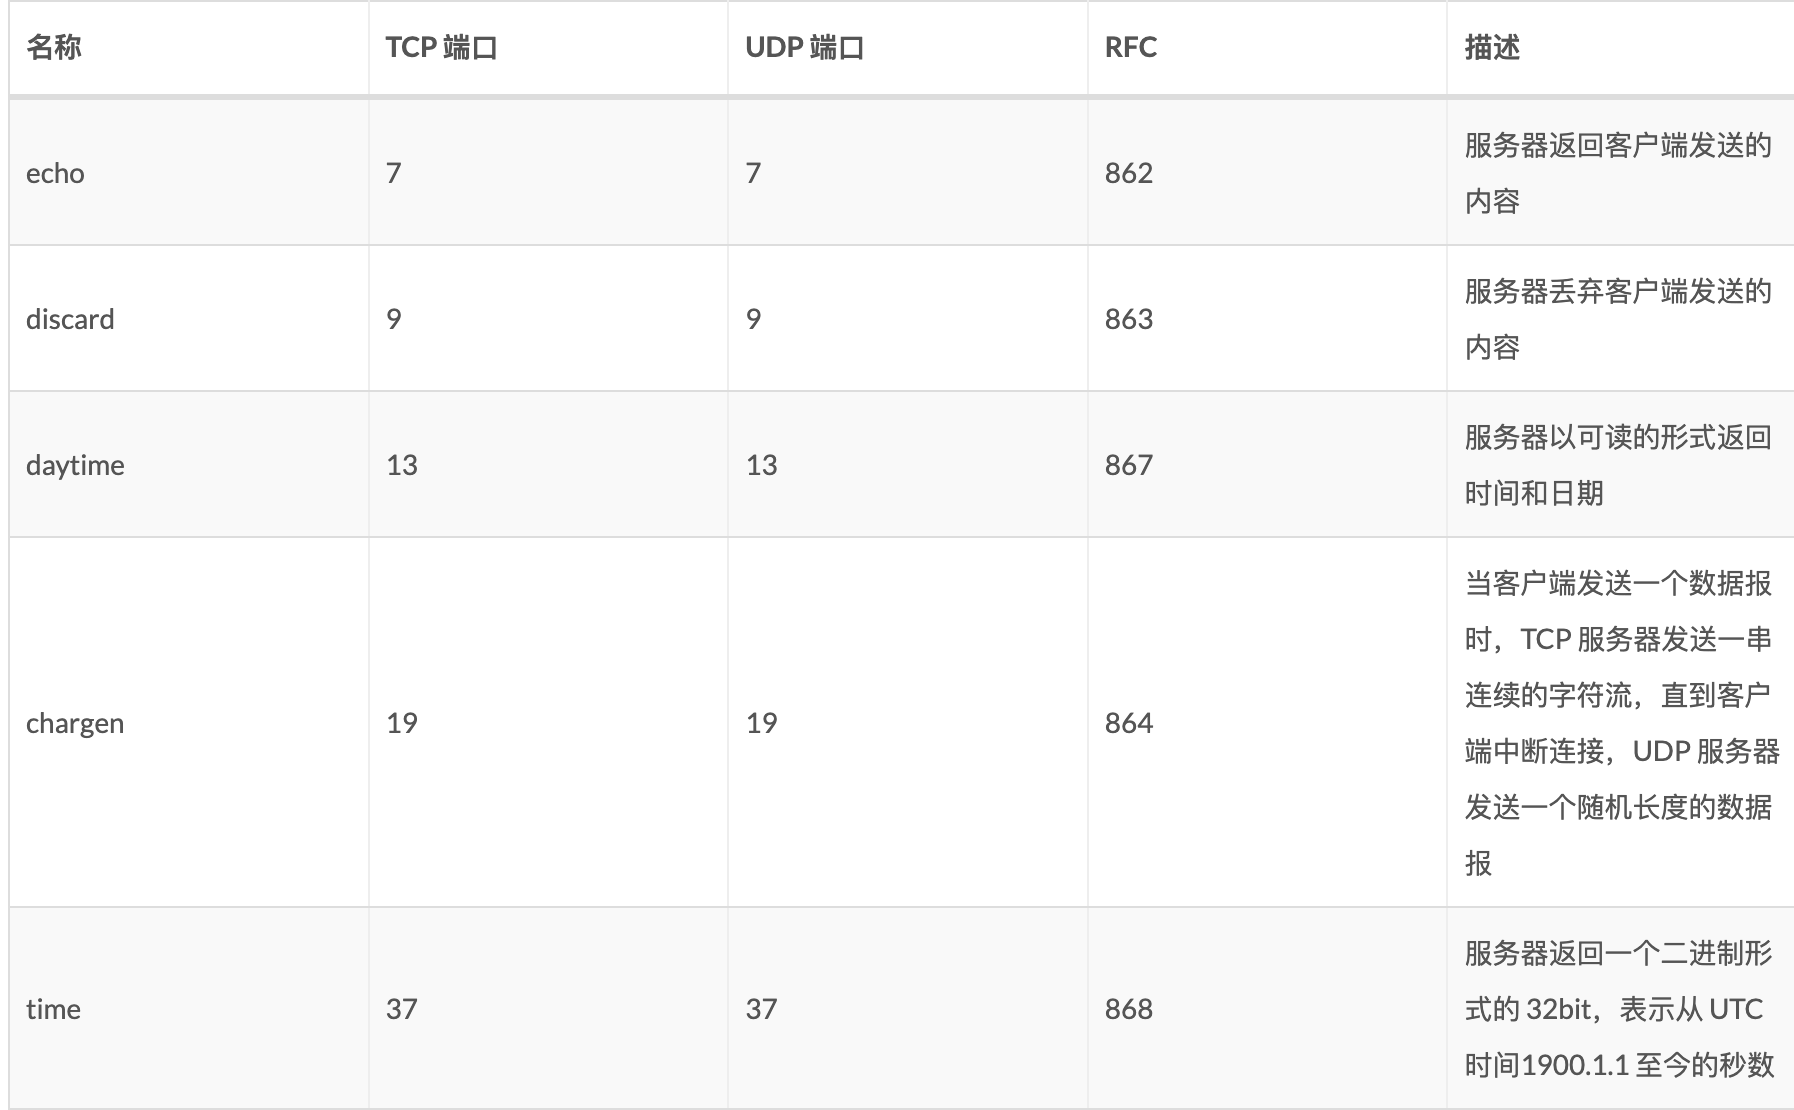 名称 TCP 端口 UDP 端口 RFC 描述
echo 7 7 862 服务器返回客户端发送的
内容
discard 9 9 863 服务器丢弃客户端发送的
内容
daytime 13 13 867 服务器以可读的形式返回
时间和日期
chargen 19 19 864 当客户端发送一个数据报
时，TCP 服务器发送一串
连续的字符流，直到客户
端中断连接，UDP 服务器
发送一个随机长度的数据
报
time 37 37 868 服务器返回一个二进制形
式的 32bit，表示从 UTC
时间1900.1.1 至今的秒数